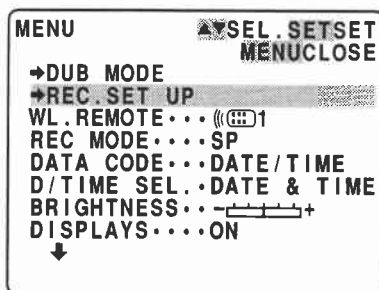 MENU ▲▼SEL.SETSET
MENUCLOSE
➔DUB MODE
➔REC.SET UP
WL.REMOTE··· 1
REC MODE····SP
DATA CODE····DATE/TIME
D/TIME SEL.·DATE & TIME
BRIGHTNESS··-+
DISPLAYS····ON